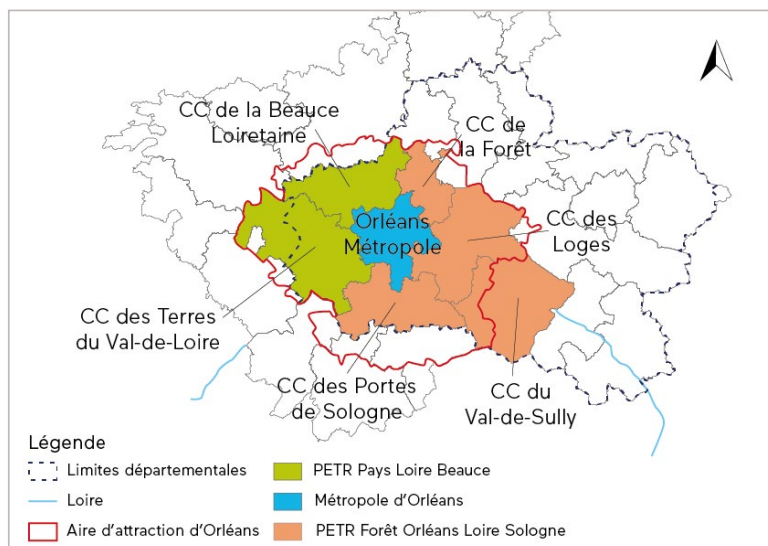 CC de la Beauce
Loiretaine
CC de
la Forêt
Orléans
Métropole
CC des
Loges
CC des Terres
du Val-de-Loire
CC des Portes
de Sologne
CC du
Val-de-Sully
Légende
Limites départementales
PETR Pays Loire Beauce
Loire
Métropole d'Orléans
Aire d'attraction d'Orléans
PETR Forêt Orléans Loire Sologne